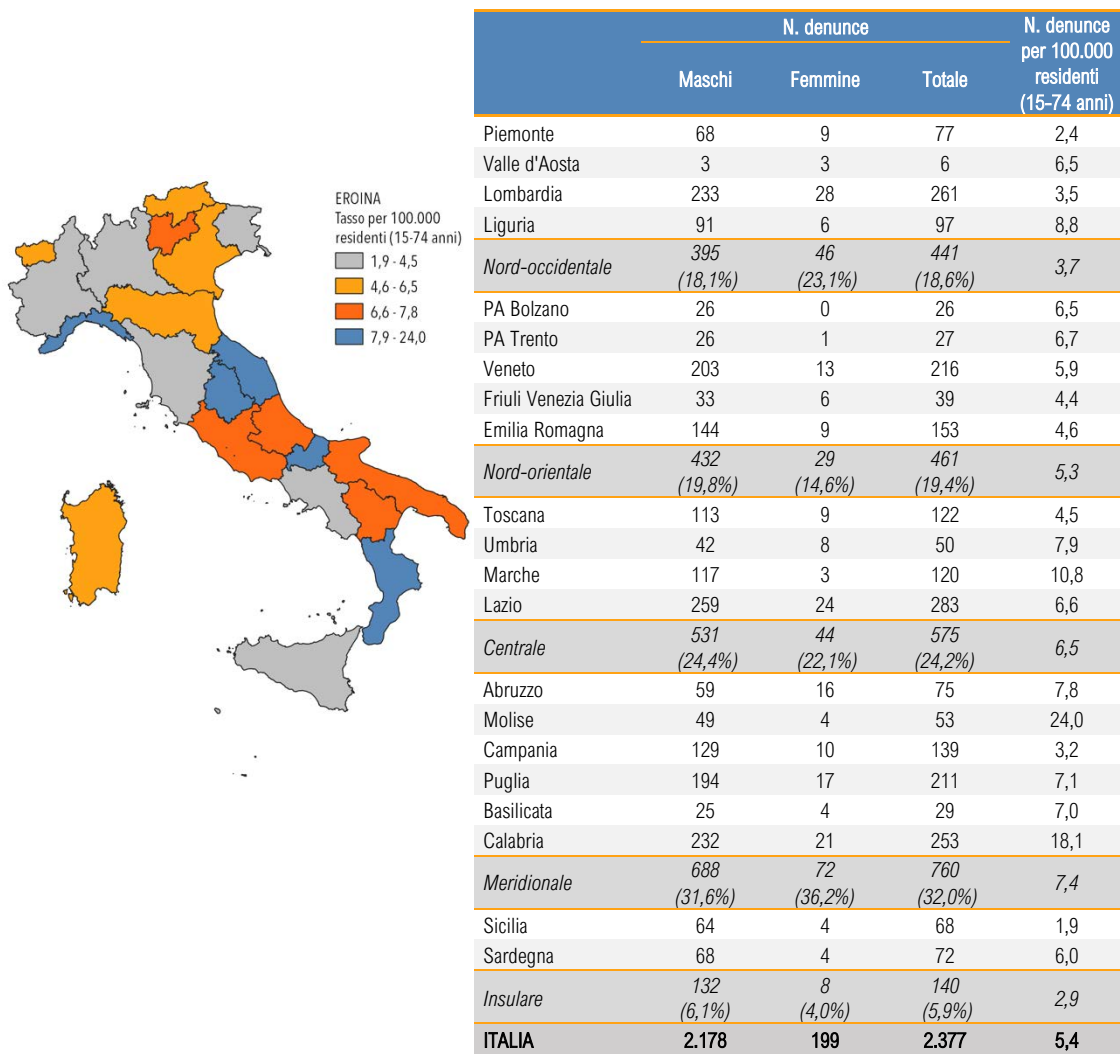 EROINA
Tasso per 100.000
residenti (15-74 anni)
1,9 - 4,5
4,6 - 6,5
6,6 - 7,8
7,9 - 24,0
N. denunce
N. denunce per 100.000 residenti (15-74 anni)
Maschi Femmine Totale
Piemonte 68 9 77 2,4
Valle d'Aosta 3 3 6 6,5
Lombardia 233 28 261 3,5
Liguria 91 6 97 8,8
Nord-occidentale 395 (18,1%) 46 (23,1%) 441 (18,6%) 3,7
PA Bolzano 26 0 26 6,5
PA Trento 26 1 27 6,7
Veneto 203 13 216 5,9
Friuli Venezia Giulia 33 6 39 4,4
Emilia Romagna 144 9 153 4,6
Nord-orientale 432 (19,8%) 29 (14,6%) 461 (19,4%) 5,3
Toscana 113 9 122 4,5
Umbria 42 8 50 7,9
Marche 117 3 120 10,8
Lazio 259 24 283 6,6
Centrale 531 (24,4%) 44 (22,1%) 575 (24,2%) 6,5
Abruzzo 59 16 75 7,8
Molise 49 4 53 24,0
Campania 129 10 139 3,2
Puglia 194 17 211 7,1
Basilicata 25 4 29 7,0
Calabria 232 21 253 18,1
Meridionale 688 (31,6%) 72 (36,2%) 760 (32,0%) 7,4
Sicilia 64 4 68 1,9
Sardegna 68 4 72 6,0
Insulare 132 (6,1%) 8 (4,0%) 140 (5,9%) 2,9
ITALIA 2.178 199 2.377 5,4